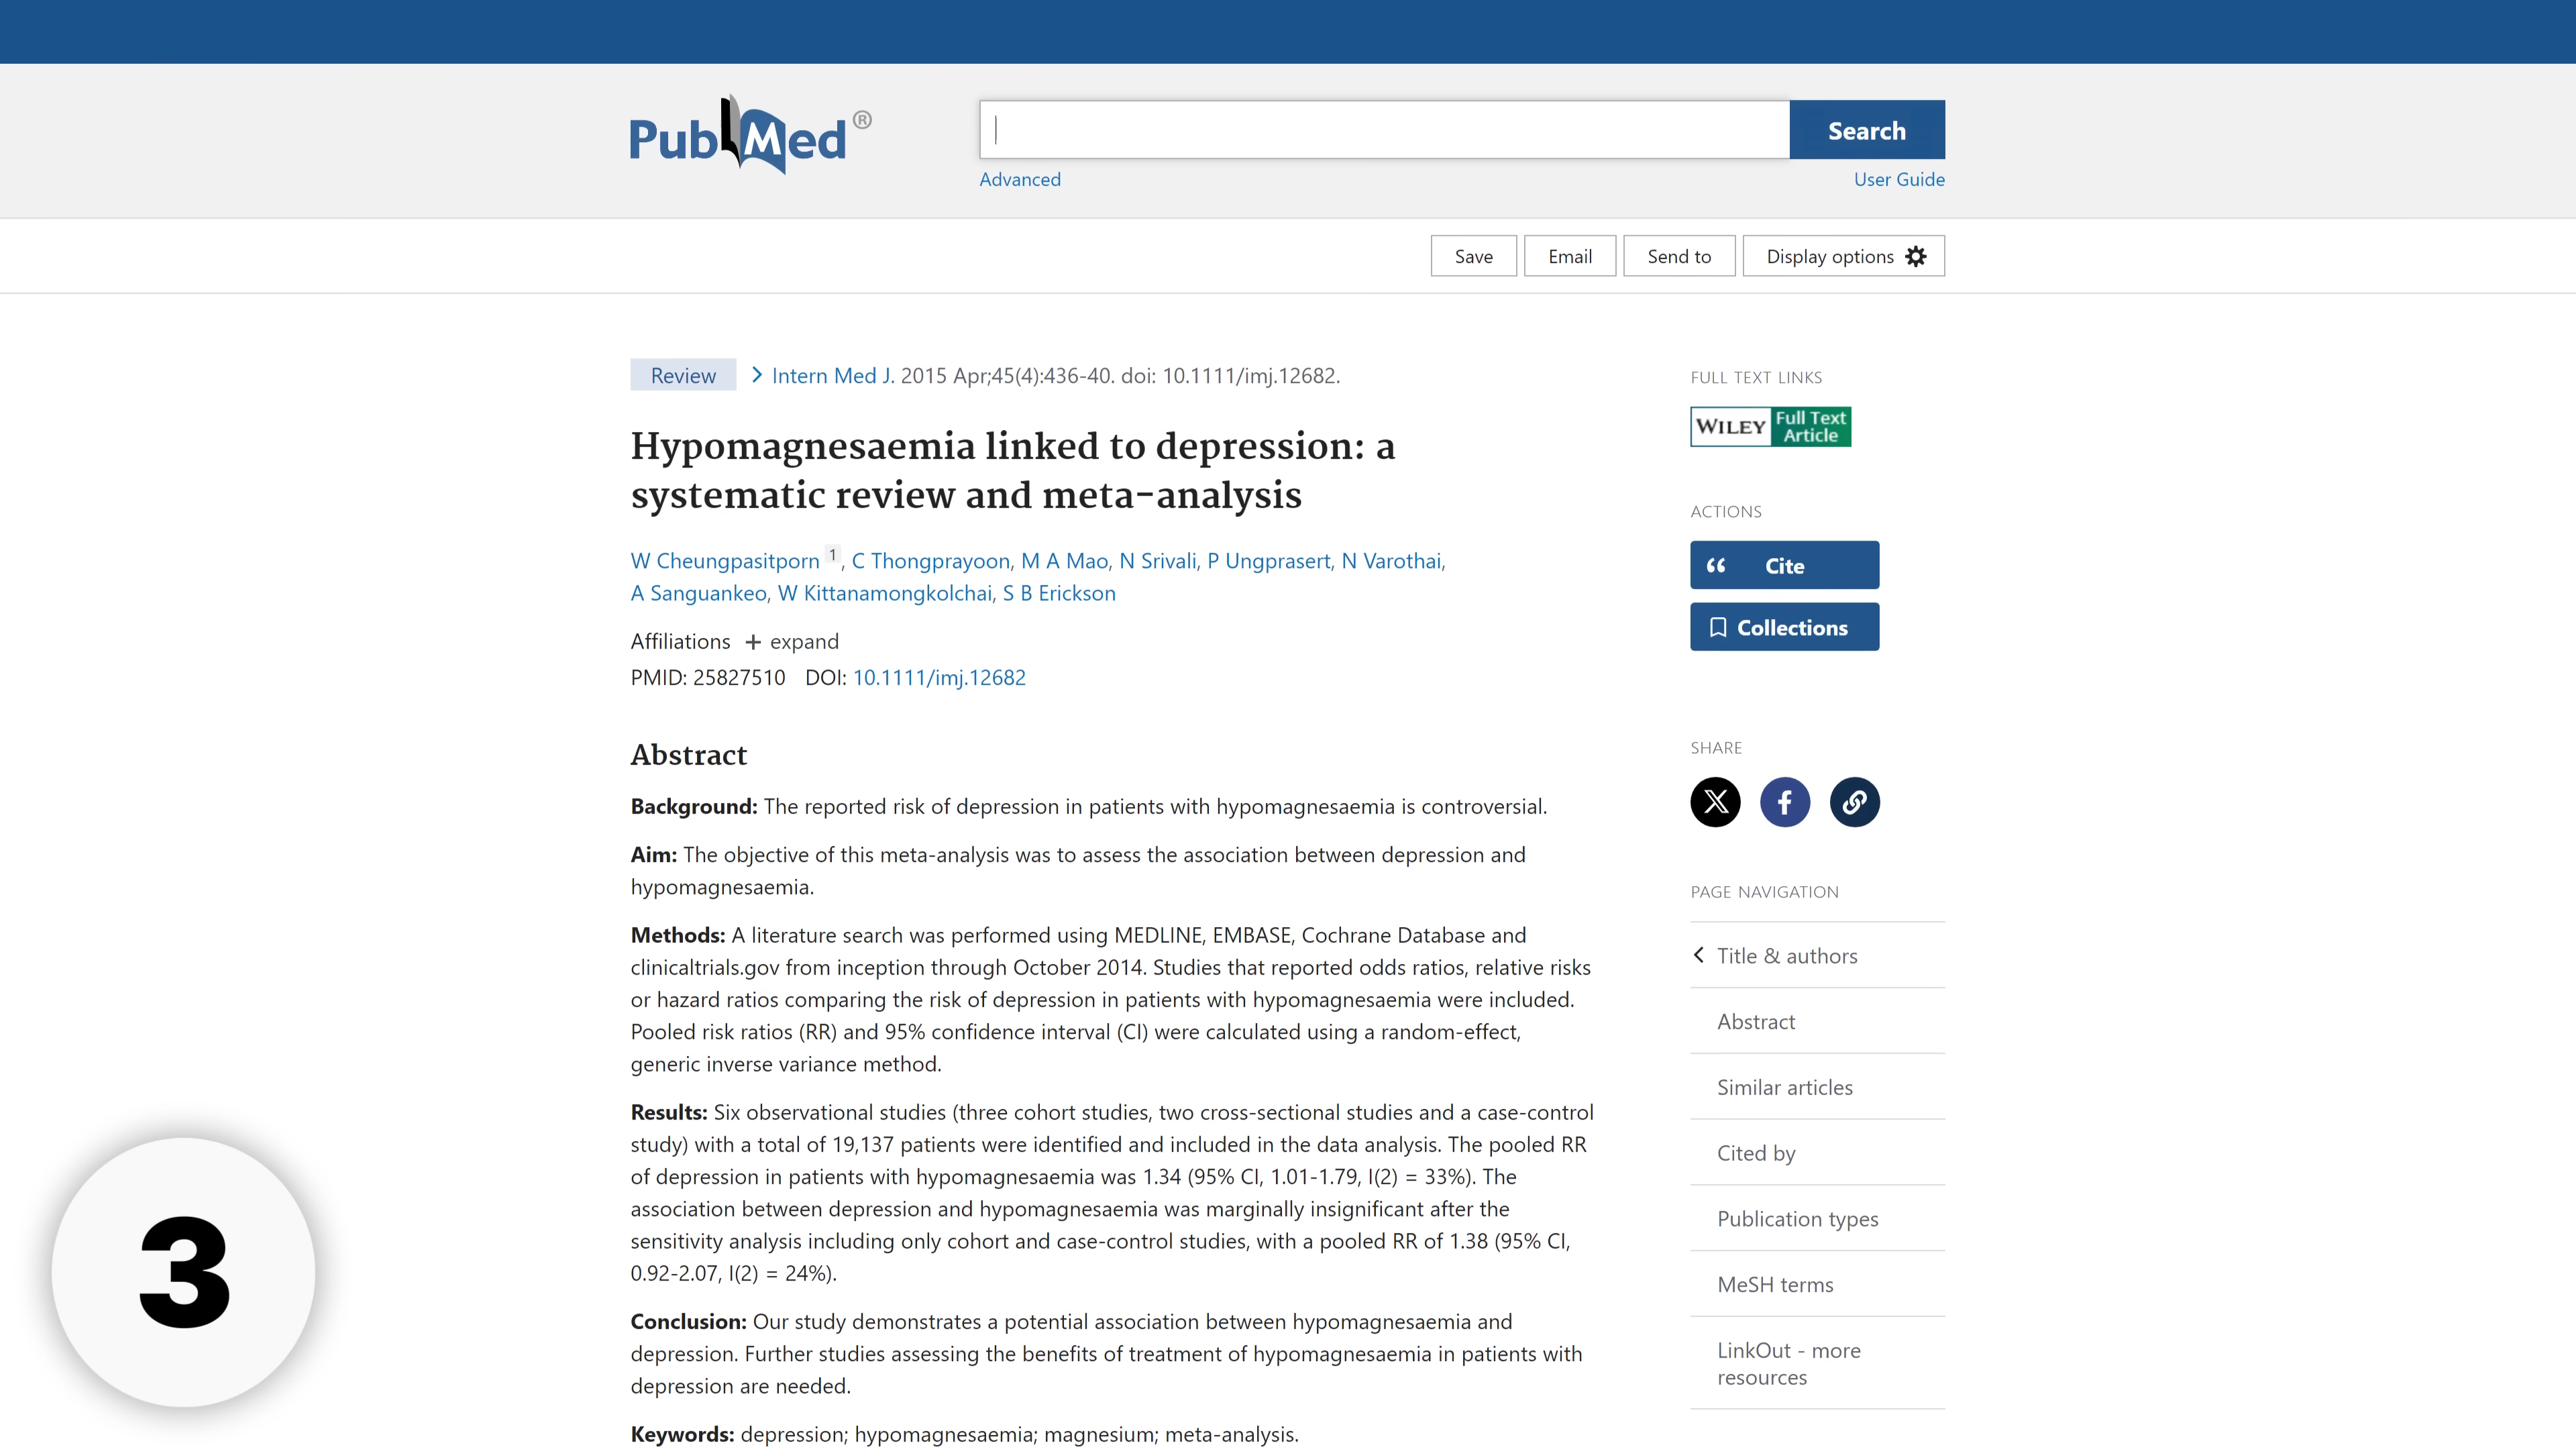 PubMed®
Search
Advanced
User Guide
Save
Email
Send to
Display options
Review
Intern Med J. 2015 Apr;45(4):436-40. doi: 10.1111/imj.12682.
Hypomagnesaemia linked to depression: a
systematic review and meta-analysis
W Cheungpasitporn 1, C Thongprayoon, M A Mao, N Srivali, P Ungprasert, N Varothai,
A Sanguankeo, W Kittanamongkolchai, S B Erickson
Affiliations + expand
PMID: 25827510 DOI: 10.1111/imj.12682
Abstract
Background: The reported risk of depression in patients with hypomagnesaemia is controversial.
Aim: The objective of this meta-analysis was to assess the association between depression and
hypomagnesaemia.
Methods: A literature search was performed using MEDLINE, EMBASE, Cochrane Database and
clinicaltrials.gov from inception through October 2014. Studies that reported odds ratios, relative risks
or hazard ratios comparing the risk of depression in patients with hypomagnesaemia were included.
Pooled risk ratios (RR) and 95% confidence interval (CI) were calculated using a random-effect,
generic inverse variance method.
Results: Six observational studies (three cohort studies, two cross-sectional studies and a case-control
study) with a total of 19,137 patients were identified and included in the data analysis. The pooled RR
of depression in patients with hypomagnesaemia was 1.34 (95% CI, 1.01-1.79, I(2) = 33%). The
association between depression and hypomagnesaemia was marginally insignificant after the
sensitivity analysis including only cohort and case-control studies, with a pooled RR of 1.38 (95% CI,
0.92-2.07, I(2) = 24%).
Conclusion: Our study demonstrates a potential association between hypomagnesaemia and
depression. Further studies assessing the benefits of treatment of hypomagnesaemia in patients with
depression are needed.
Keywords: depression; hypomagnesaemia; magnesium; meta-analysis.
FULL TEXT LINKS
WILEY Full Text
Article
ACTIONS
Cite
Collections
SHARE
PAGE NAVIGATION
Title & authors
Abstract
Similar articles
Cited by
Publication types
MeSH terms
LinkOut - more
resources
3